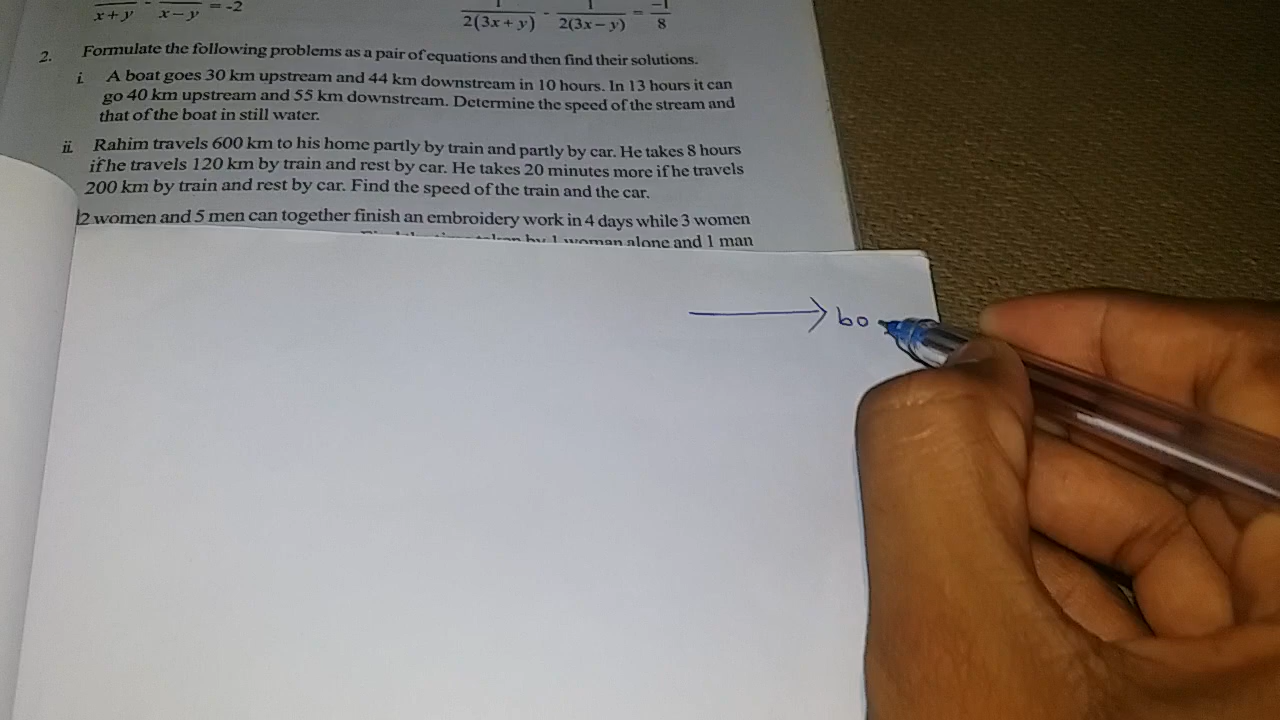 x+y - x−y = -2
1/2(3x+y) - 1/2(3x−y) = -1/8
2. Formulate the following problems as a pair of equations and then find their solutions.
i. A boat goes 30 km upstream and 44 km downstream in 10 hours. In 13 hours it can
go 40 km upstream and 55 km downstream. Determine the speed of the stream and
that of the boat in still water.
ii. Rahim travels 600 km to his home partly by train and partly by car. He takes 8 hours
if he travels 120 km by train and rest by car. He takes 20 minutes more if he travels
200 km by train and rest by car. Find the speed of the train and the car.
2 women and 5 men can together finish an embroidery work in 4 days while 3 women
by 1 woman alone and 1 man
bo